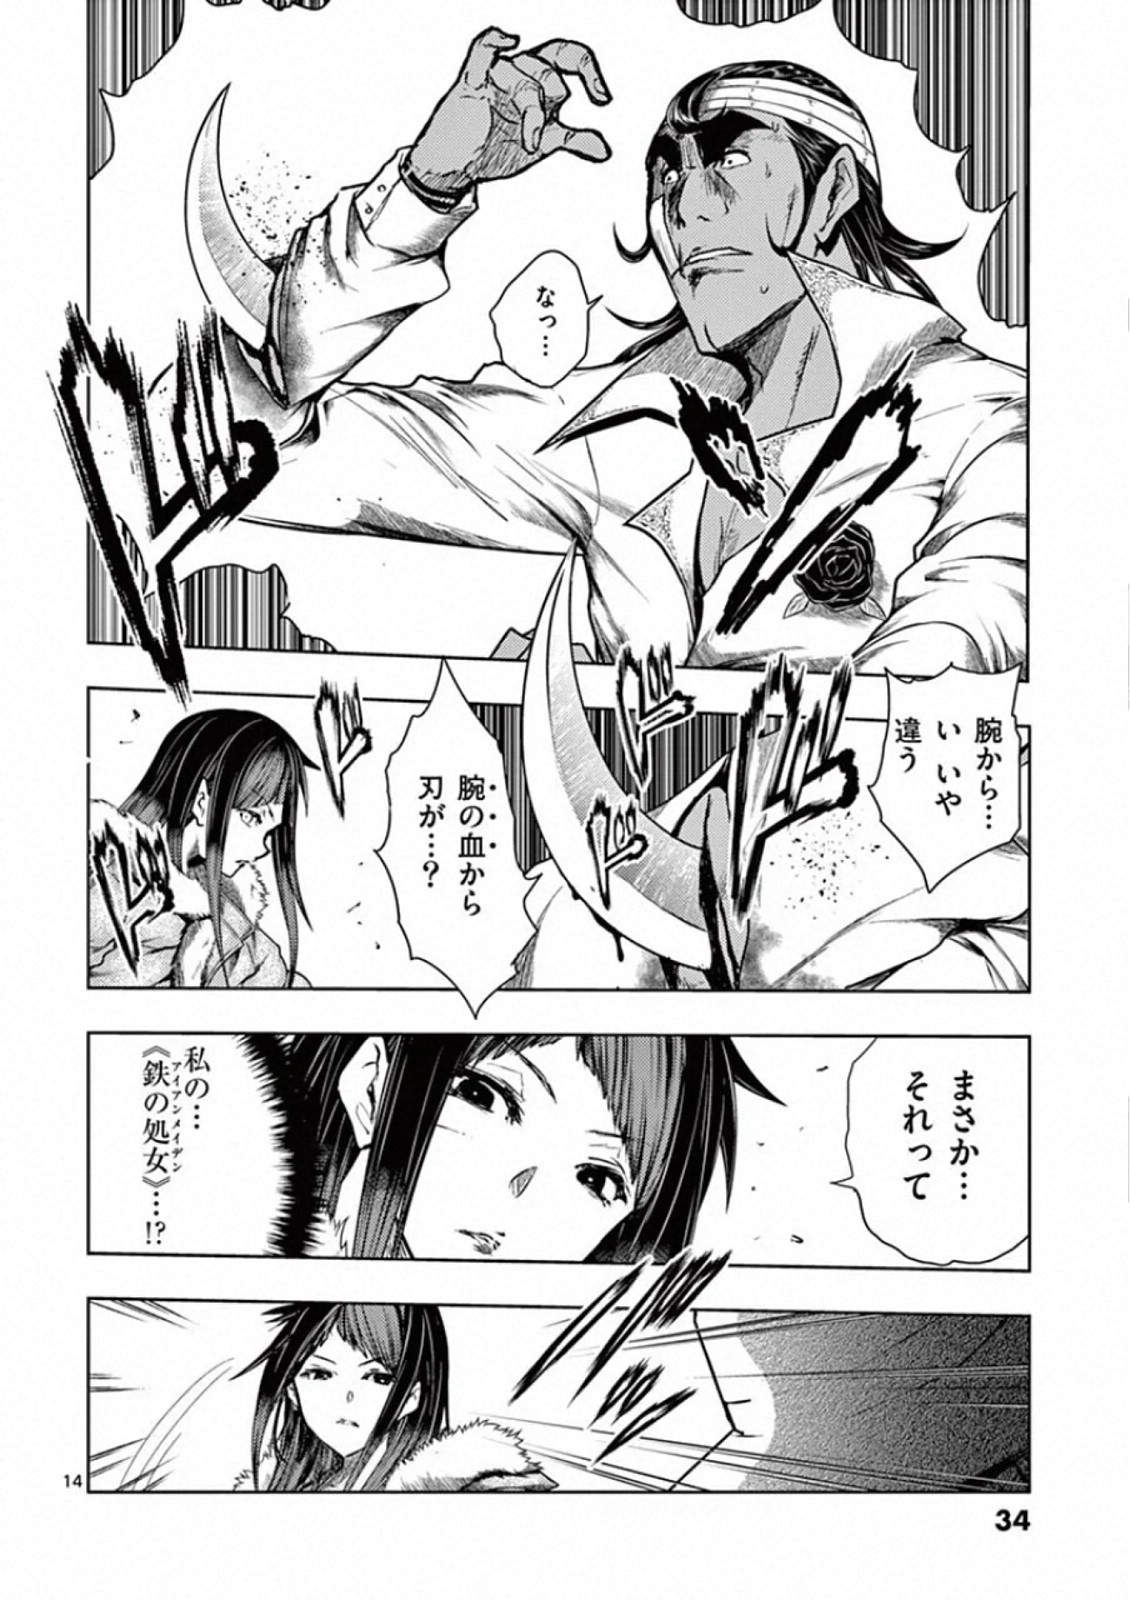 なっ…
腕から…
いいや
違う
腕の血から
刃が…？
まさか…
それって
私の…
《鉄の処女》…!?
アイアンメイデン
14
34